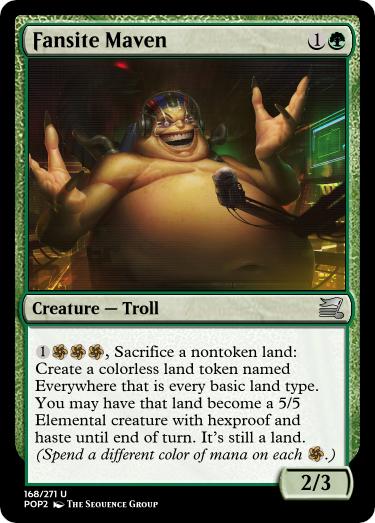 Fansite Maven 1
Creature — Troll
1, Sacrifice a nontoken land:
Create a colorless land token named
Everywhere that is every basic land type.
You may have that land become a 5/5
Elemental creature with hexproof and
haste until end of turn. It's still a land.
(Spend a different color of mana on each .)
2/3
168/271 U
POP2 The Sequence Group